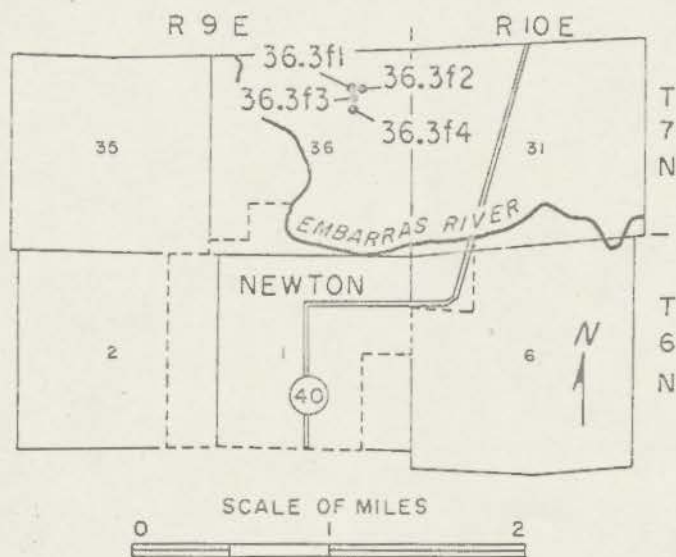 R 9 E
R 10 E
36.3f1
36.3f2
36.3f3
36.3f4
T
7
N
35
36
31
EMBARRAS RIVER
NEWTON
T
6
N
2
1
6
N
40
SCALE OF MILES
0
1
2